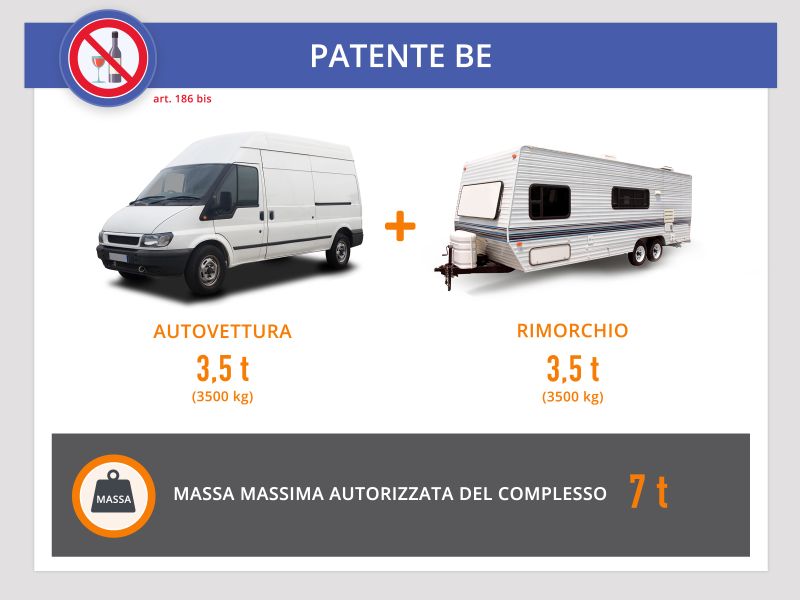 PATENTE BE
art. 186 bis
AUTOVETTURA
3,5 t
(3500 kg)
RIMORCHIO
3,5 t
(3500 kg)
MASSA
MASSA MASSIMA AUTORIZZATA DEL COMPLESSO 7 t